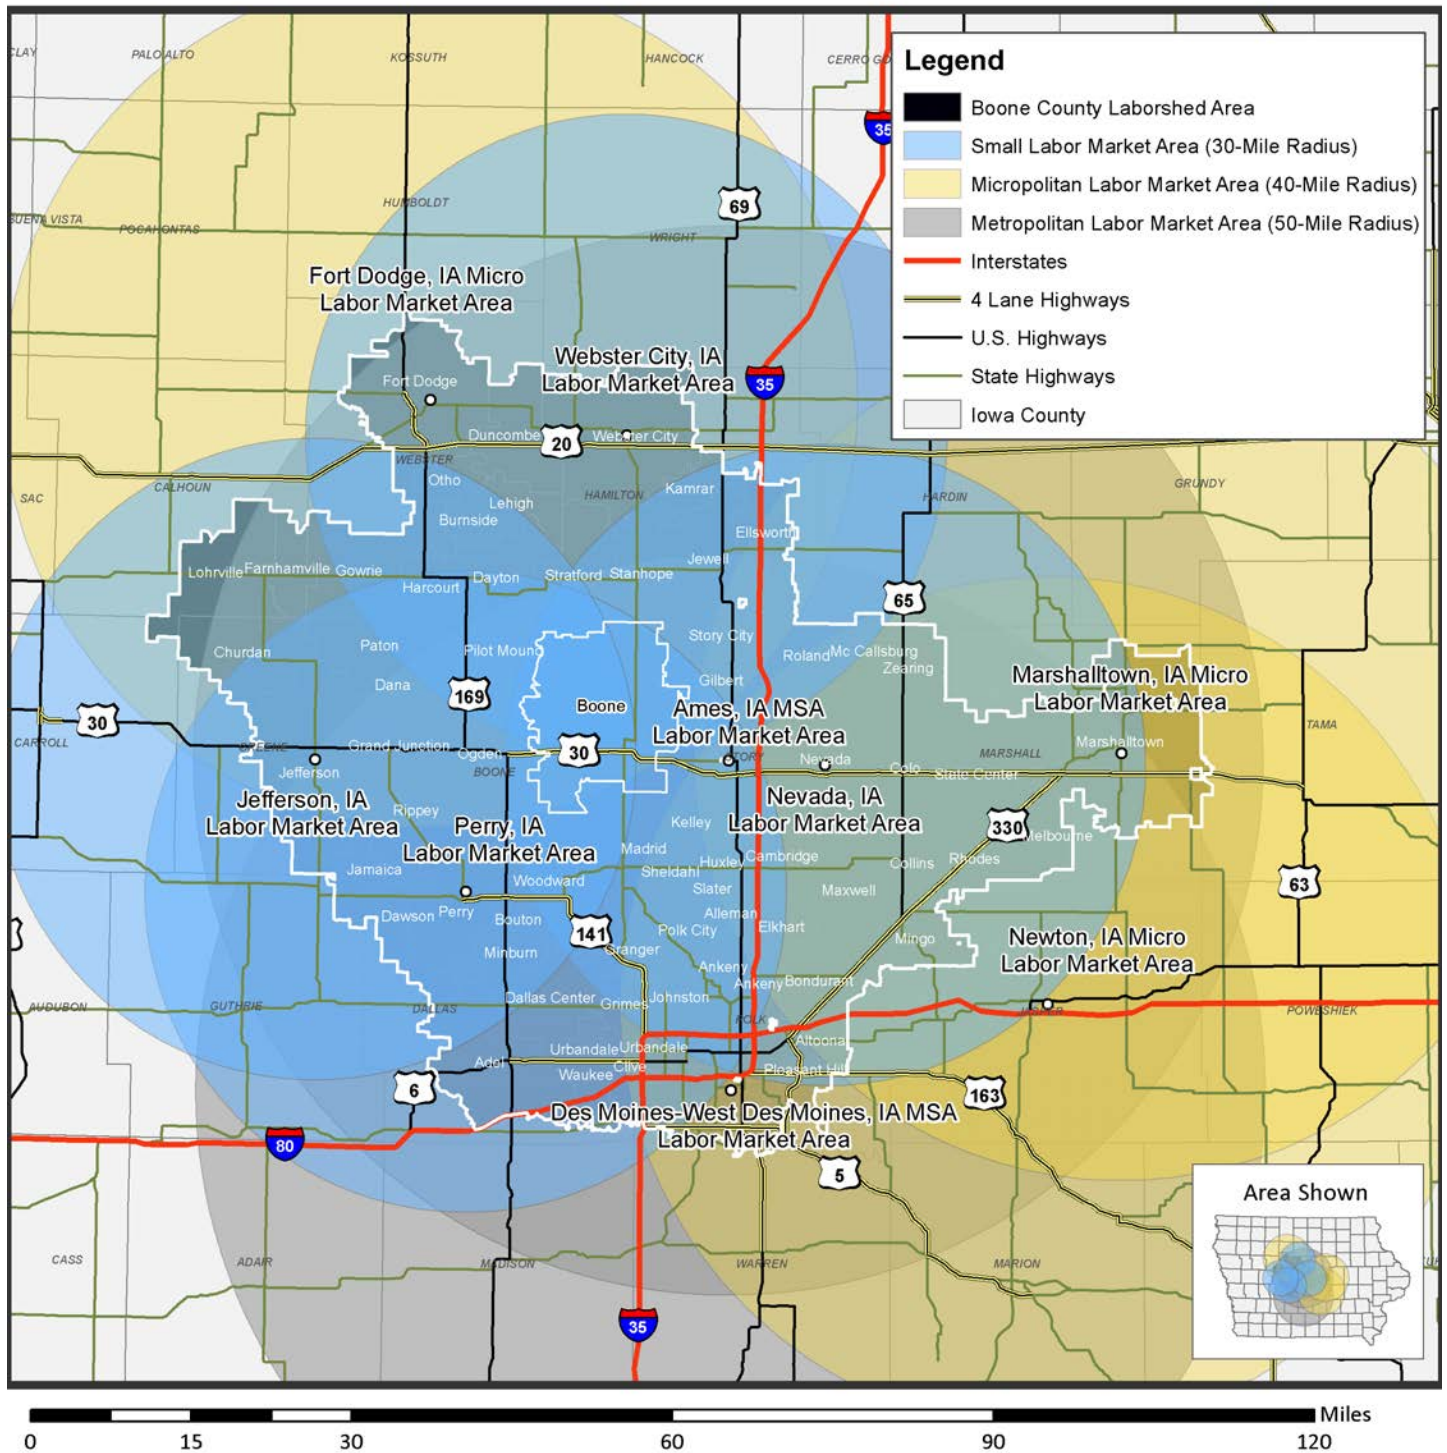 CLAY
PALO ALTO
KOSSUTH
HANCOCK
CERRO GO
Legend
Boone County Laborshed Area
Small Labor Market Area (30-Mile Radius)
Micropolitan Labor Market Area (40-Mile Radius)
Metropolitan Labor Market Area (50-Mile Radius)
Interstates
4 Lane Highways
U.S. Highways
State Highways
Iowa County
35
69
HUMBOLDT
BUENA VISTA
POCAHONTAS
WRIGHT
Fort Dodge, IA Micro
Labor Market Area
Webster City, IA
Labor Market Area
35
Fort Dodge
Duncombe
20
Webster City
WEBSTER
Otho
SAC
CALHOUN
Lehigh
HAMILTON
Kamrar
HARDIN
GRUNDY
Burnside
Ellsworth
Jewell
Lohrville
Farnhamville
Gowrie
Harcourt
Dayton
Stratford
Stanhope
65
Churdan
Paton
Pilot Mound
Story City
Roland
Mc Callsburg
Zearing
Dana
169
Gilbert
Boone
Ames, IA MSA
Labor Market Area
Marshalltown, IA Micro
Labor Market Area
30
CARROLL
GREENE
Grand Junction
Ogden
BOONE
30
STORY
Nevada
Colo
State Center
MARSHALL
Marshalltown
TAMA
Jefferson
Jefferson, IA
Labor Market Area
Rippey
Perry, IA
Labor Market Area
Kelley
Nevada, IA
Labor Market Area
330
Melbourne
Madrid
Huxley
Cambridge
Collins
Rhodes
Jamaica
Woodward
Sheldahl
Slater
Maxwell
63
Dawson
Perry
Bouton
141
Alleman
Polk City
Elkhart
Mingo
Newton, IA Micro
Labor Market Area
Minburn
Granger
Ankeny
Ankeny
Bondurant
AUDUBON
GUTHRIE
DALLAS
Dallas Center
Grimes
Johnston
POLK
JASPER
POWESHIEK
Altoona
Urbandale
Urbandale
Adel
Waukee
Clive
Pleasant Hill
6
163
Des Moines-West Des Moines, IA MSA
Labor Market Area
80
5
CASS
ADAIR
MADISON
WARREN
MARION
35
Area Shown
0
15
30
60
90
120
Miles